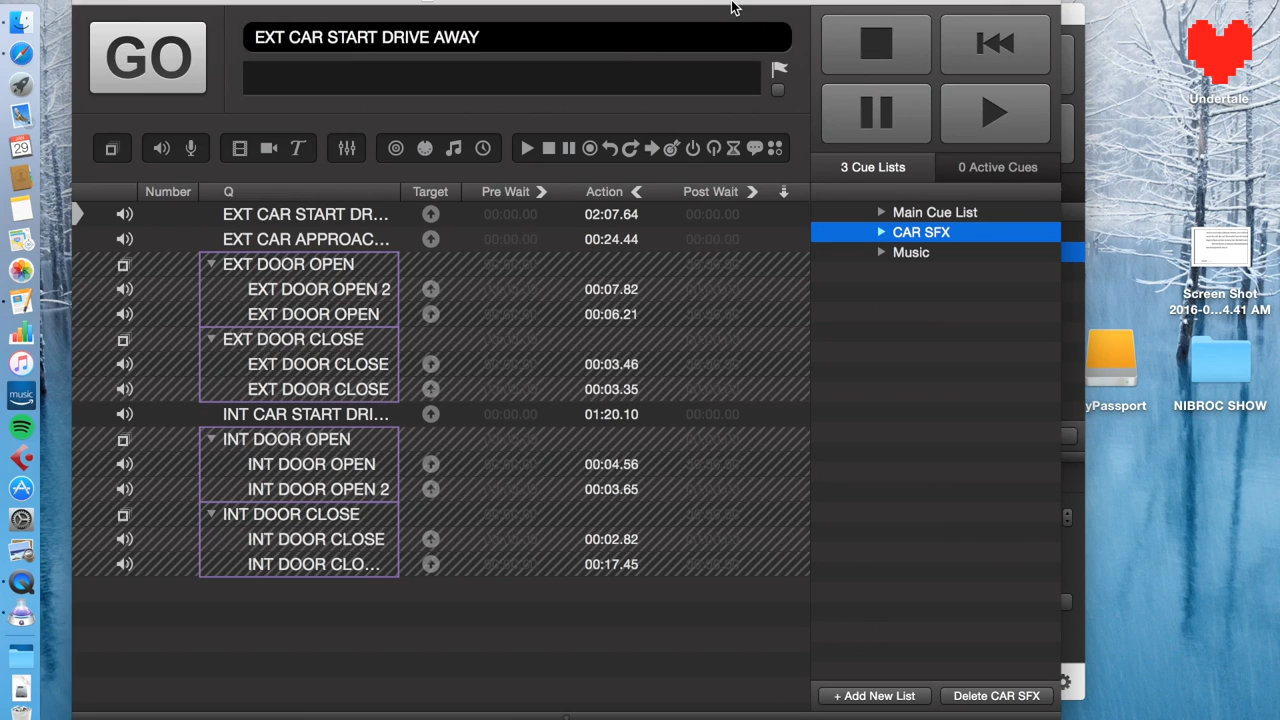 GO
EXT CAR START DRIVE AWAY
T
3 Cue Lists
0 Active Cues
Number
Q
Target
Pre Wait
Action
Post Wait
EXT CAR START DR...
00:00.00
02:07.64
00:00.00
EXT CAR APPROAC...
00:00.00
00:24.44
00:00.00
EXT DOOR OPEN
EXT DOOR OPEN 2
00:07.82
EXT DOOR OPEN
00:06.21
EXT DOOR CLOSE
EXT DOOR CLOSE
00:03.46
EXT DOOR CLOSE
00:03.35
INT CAR START DRI...
00:00.00
01:20.10
00:00.00
INT DOOR OPEN
INT DOOR OPEN
00:04.56
INT DOOR OPEN 2
00:03.65
INT DOOR CLOSE
INT DOOR CLOSE
00:02.82
INT DOOR CLO...
00:17.45
Main Cue List
CAR SFX
Music
+ Add New List
Delete CAR SFX
Undertale
Screen Shot
2016-0...4.41 AM
yPassport
NIBROC SHOW
JAN
29
music